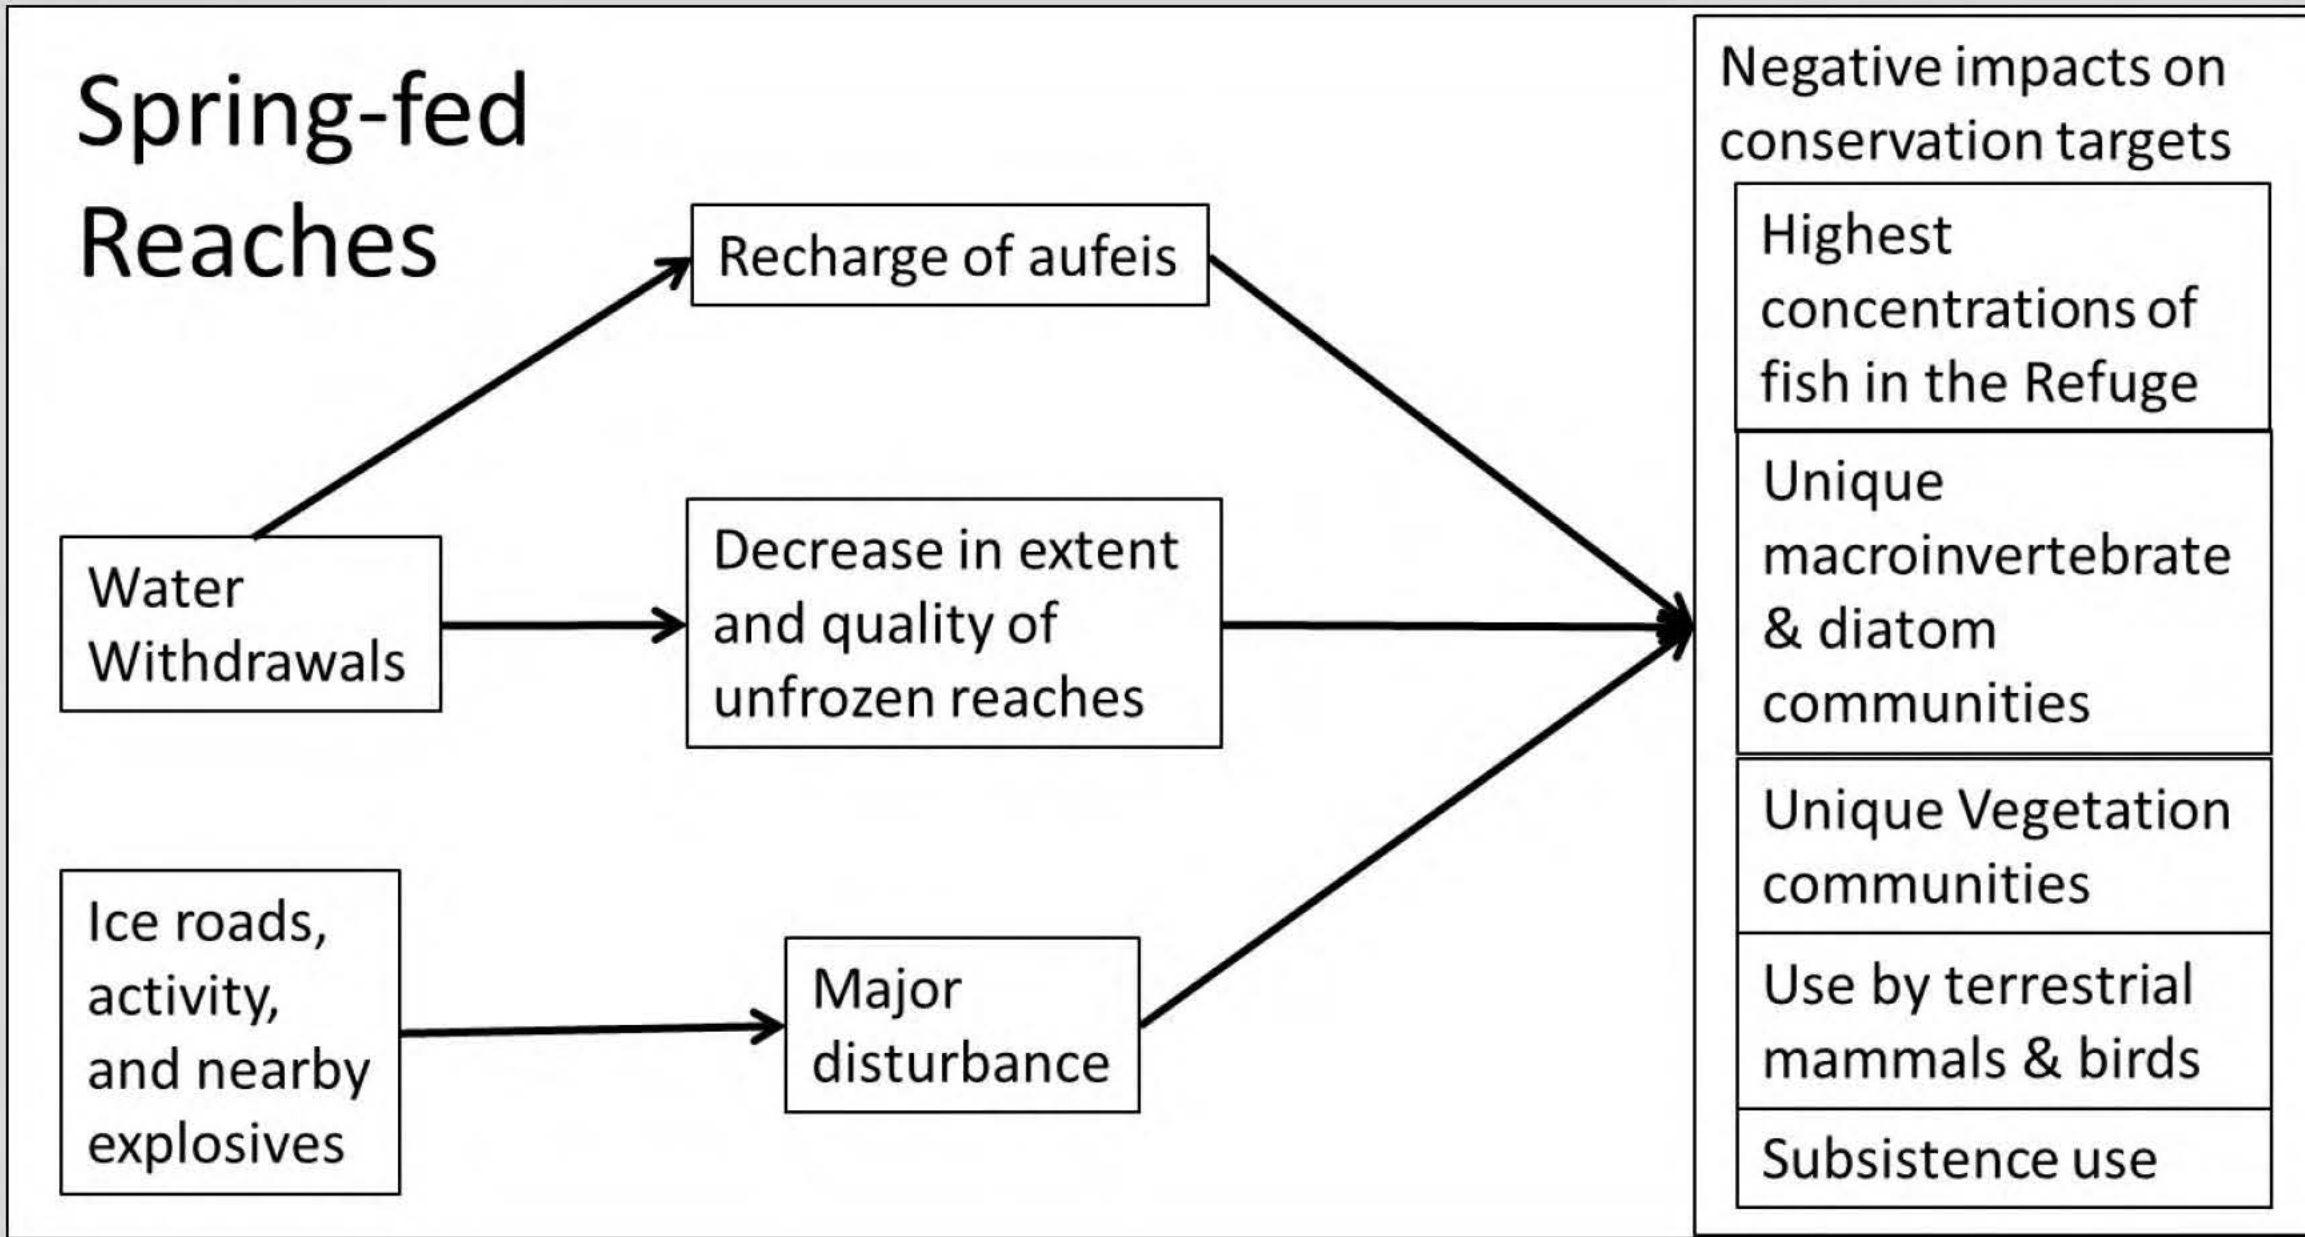 Spring-fed
Reaches
Recharge of aufeis
Water
Withdrawals
Decrease in extent
and quality of
unfrozen reaches
Ice roads,
activity,
and nearby
explosives
Major
disturbance
Negative impacts on
conservation targets
Highest
concentrations of
fish in the Refuge
Unique
macroinvertebrate
& diatom
communities
Unique Vegetation
communities
Use by terrestrial
mammals & birds
Subsistence use